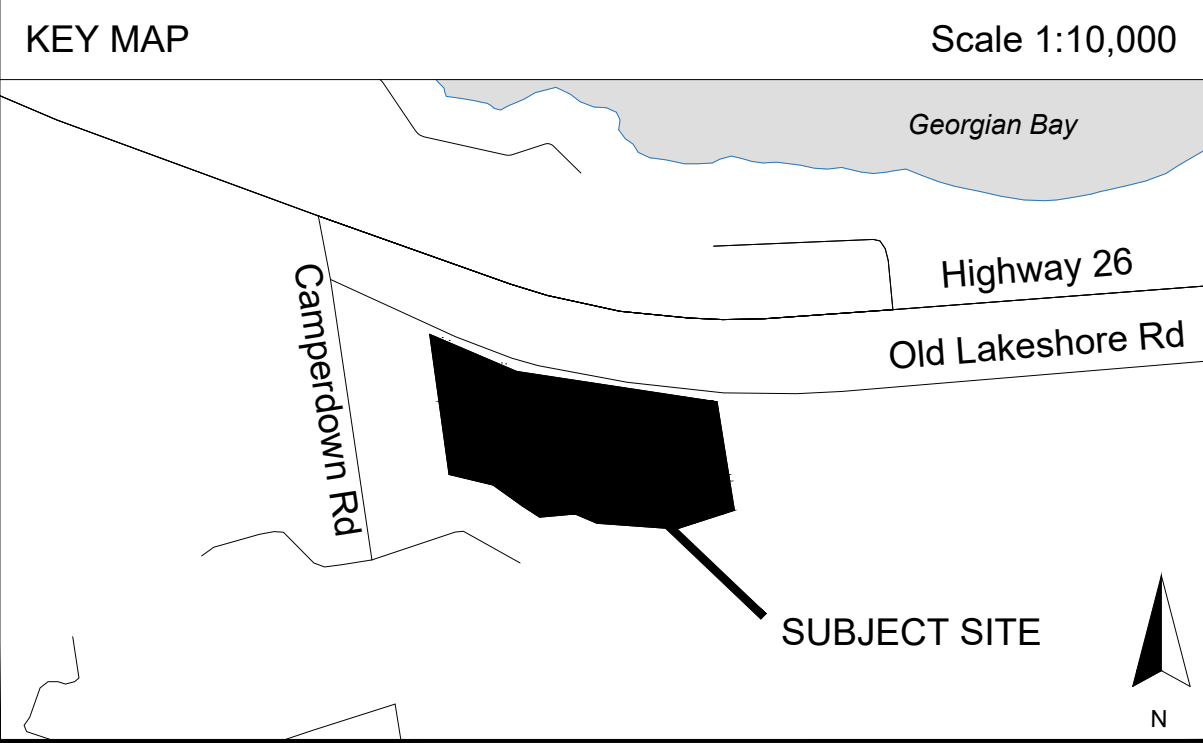 KEY MAP
Scale 1:10,000
Georgian Bay
Highway 26
Old Lakeshore Rd
Camperdown Rd
SUBJECT SITE
N